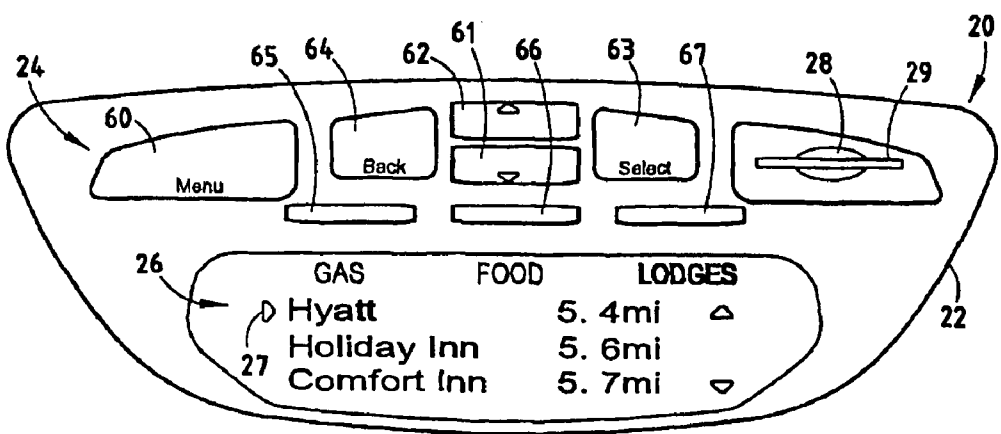 20
61
62 66 63 67 28
65 64 29
24
60
Back Select
Menu
26 GAS FOOD LODGES
Hyatt 5. 4mi
22
Holiday Inn 5. 6mi
27
Comfort Inn 5. 7mi